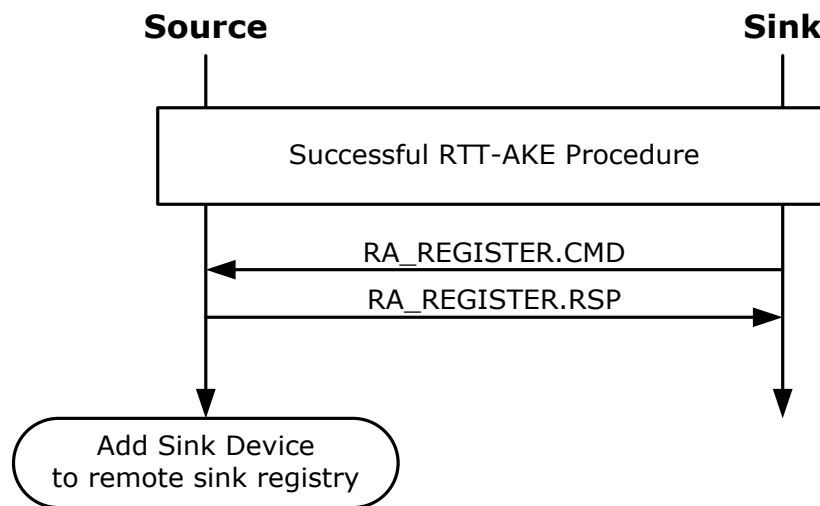 Source
Sink
Successful RTT-AKE Procedure
RA_REGISTER.CMD
RA_REGISTER.RSP
Add Sink Device
to remote sink registry